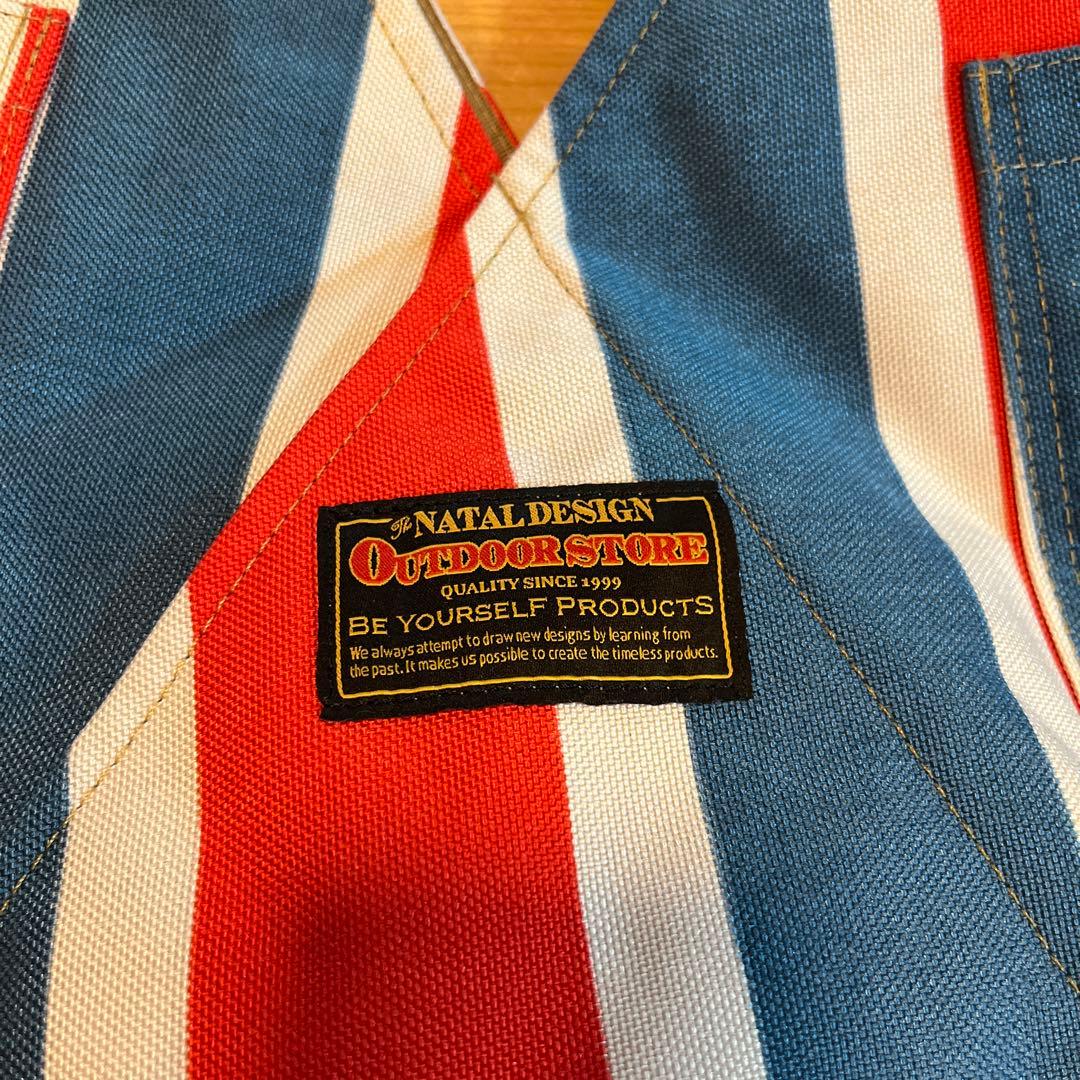 The NATAL DESIGN
OUTDOOR STORE
QUALITY SINCE 1999
BE YOURSELF PRODUCTS
We always attempt to draw new designs by learning from
the past. It makes us possible to create the timeless products.